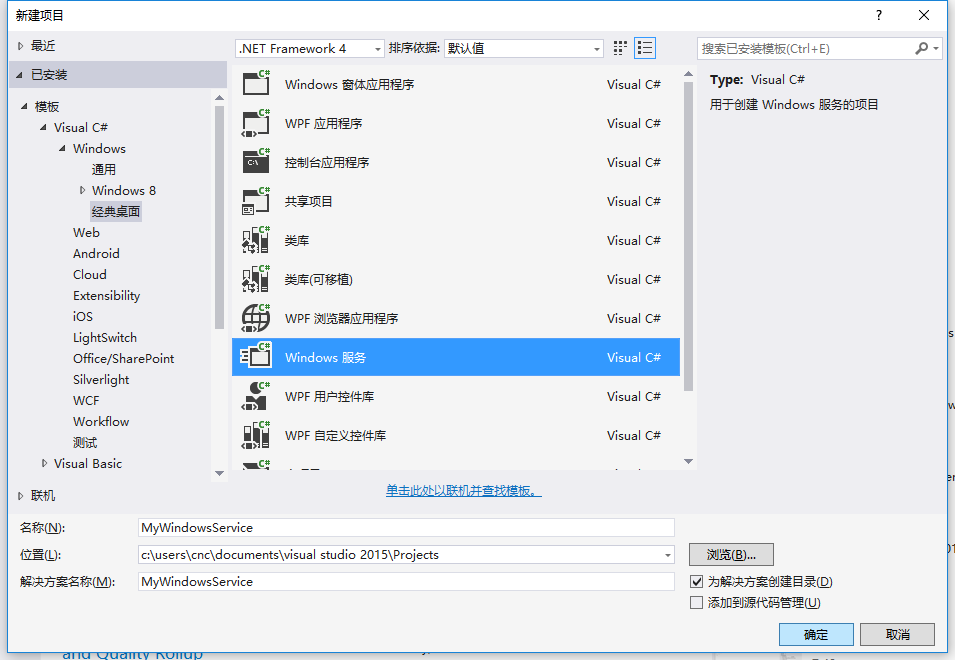 新建项目
?
最近
.NET Framework 4
排序依据:
默认值
搜索已安装模板(Ctrl+E)
已安装
模板
Visual C#
Windows
通用
Windows 8
经典桌面
Web
Android
Cloud
Extensibility
iOS
LightSwitch
Office/SharePoint
Silverlight
WCF
Workflow
测试
Visual Basic
联机
C# Windows 窗体应用程序 Visual C#
C# WPF 应用程序 Visual C#
C# C:\ 控制台应用程序 Visual C#
C# 共享项目 Visual C#
C# 类库 Visual C#
C# 类库(可移植) Visual C#
C# WPF 浏览器应用程序 Visual C#
C# Windows 服务 Visual C#
C# WPF 用户控件库 Visual C#
C# WPF 自定义控件库 Visual C#
C#
单击此处以联机并查找模板。
Type: Visual C#
用于创建 Windows 服务的项目
名称(N): MyWindowsService
位置(L): c:\users\cnc\documents\visual studio 2015\Projects
浏览(B)...
解决方案名称(M): MyWindowsService
为解决方案创建目录(D)
添加到源代码管理(U)
确定
取消
and Quality Rollup